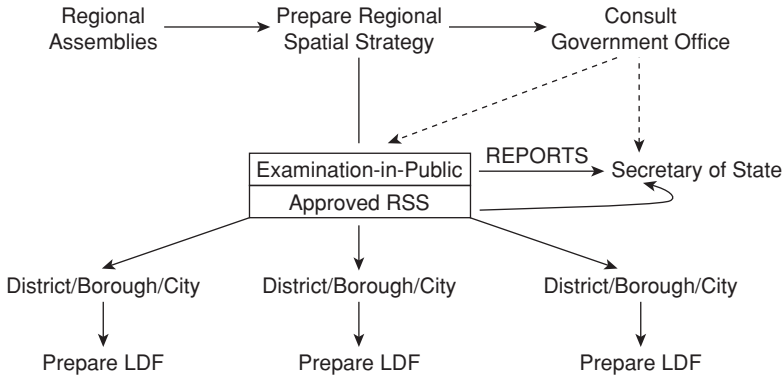 Regional
Assemblies
Prepare Regional
Spatial Strategy
Consult
Government Office
Examination-in-Public
REPORTS
Secretary of State
Approved RSS
District/Borough/City
District/Borough/City
District/Borough/City
Prepare LDF
Prepare LDF
Prepare LDF